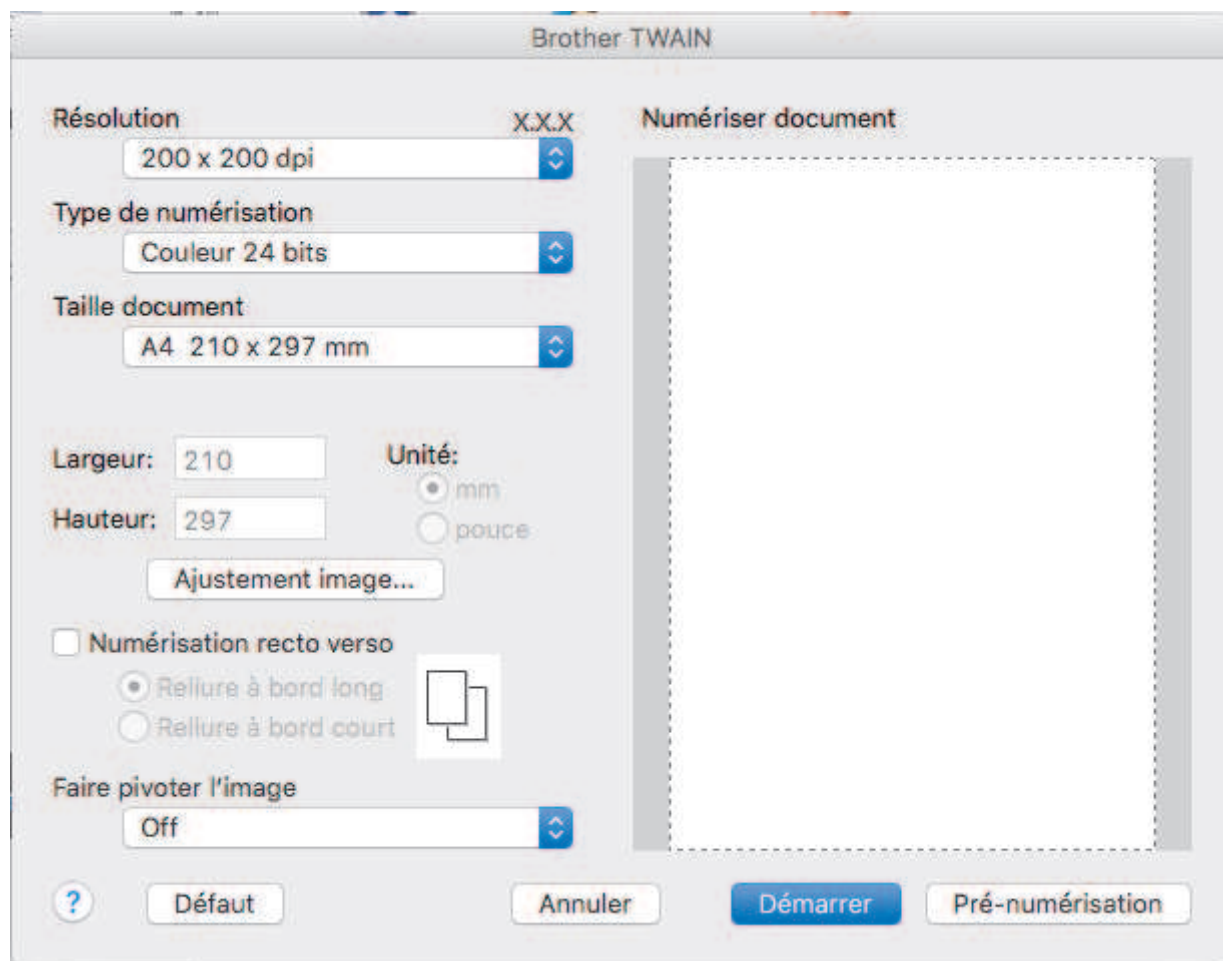 Brother TWAIN
Résolution
X.X.X
200 x 200 dpi
Type de numérisation
Couleur 24 bits
Taille document
A4 210 x 297 mm
Largeur: 210
Unité:
mm
Hauteur: 297
pouce
Ajustement image...
Numérisation recto verso
Reliure à bord long
Reliure à bord court
Faire pivoter l'image
Off
Numériser document
? Défaut Annuler Démarrer Pré-numérisation